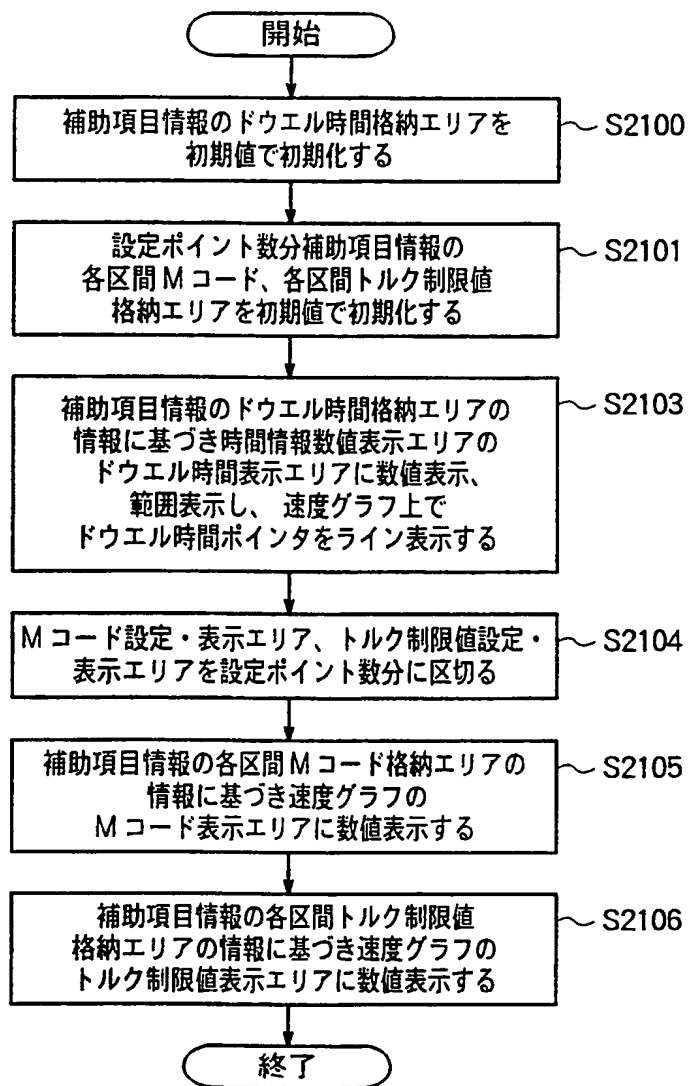 開始
補助項目情報のドウエル時間格納エリアを
初期値で初期化する
S2100
設定ポイント数分補助項目情報の
各区間Mコード、各区間トルク制限値
格納エリアを初期値で初期化する
S2101
補助項目情報のドウエル時間格納エリアの
情報に基づき時間情報数値表示エリアの
ドウエル時間表示エリアに数値表示、
範囲表示し、速度グラフ上で
ドウエル時間ポインタをライン表示する
S2103
Mコード設定・表示エリア、トルク制限値設定・
表示エリアを設定ポイント数分に区切る
S2104
補助項目情報の各区間Mコード格納エリアの
情報に基づき速度グラフの
Mコード表示エリアに数値表示する
S2105
補助項目情報の各区間トルク制限値
格納エリアの情報に基づき速度グラフの
トルク制限値表示エリアに数値表示する
S2106
終了